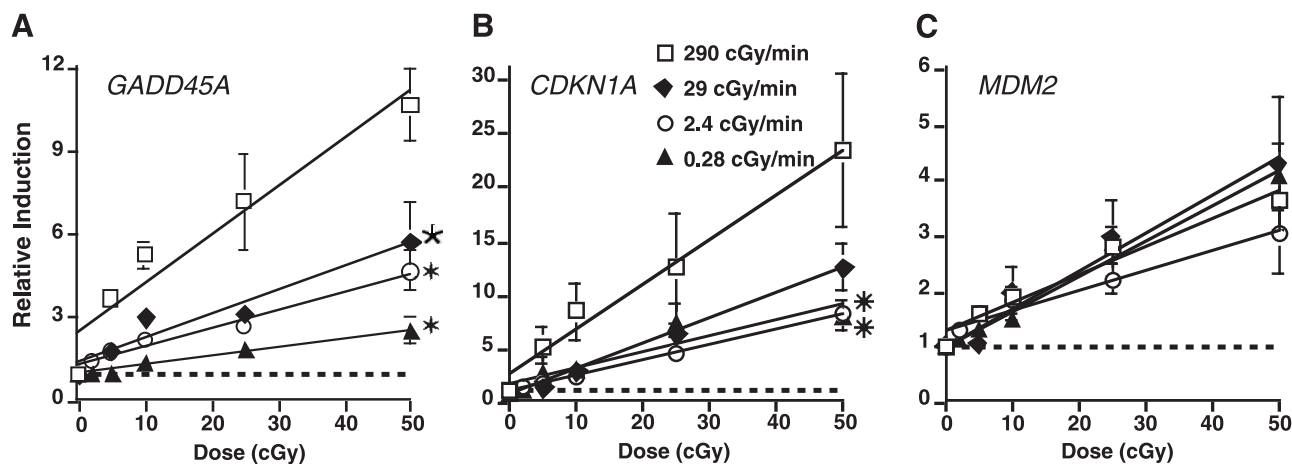 A
GADD45A
Relative Induction
12
9
6
3
0
0
10
20
30
40
50
Dose (cGy)
B
CDKN1A
290 cGy/min
29 cGy/min
2.4 cGy/min
0.28 cGy/min
30
25
20
15
10
5
0
0
10
20
30
40
50
Dose (cGy)
C
MDM2
6
5
4
3
2
1
0
0
10
20
30
40
50
Dose (cGy)